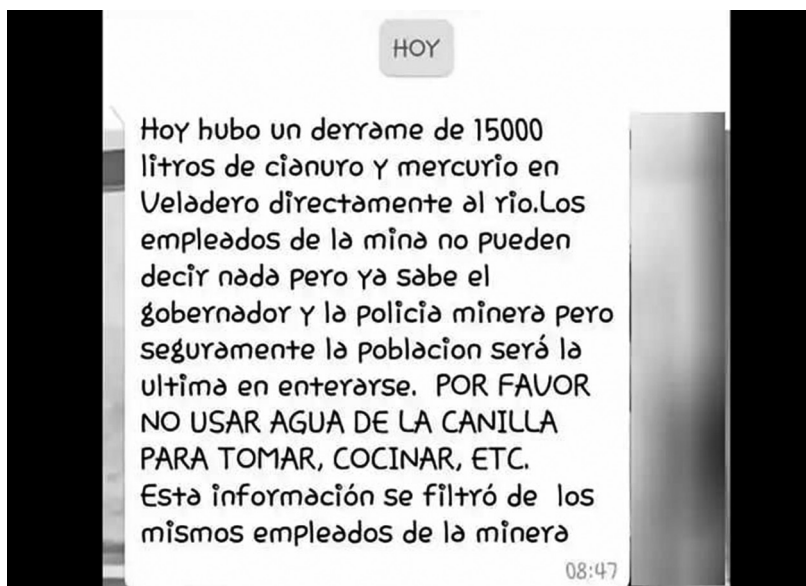 HOY
Hoy hubo un derrame de 15000
litros de cianuro y mercurio en
Veladero directamente al rio.Los
empleados de la mina no pueden
decir nada pero ya sabe el
gobernador y la policia minera pero
seguramente la poblacion será la
ultima en enterarse.  POR FAVOR
NO USAR AGUA DE LA CANILLA
PARA TOMAR, COCINAR, ETC.
Esta información se filtró de  los
mismos empleados de la minera
08:47